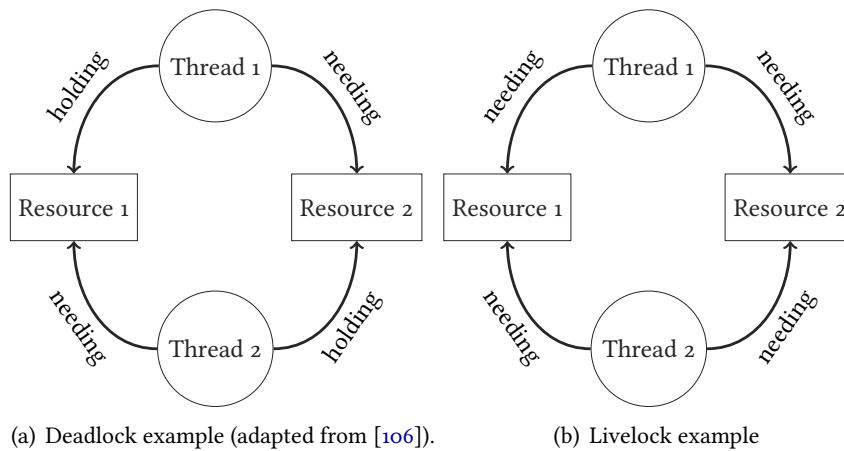 Thread 1
holding
needing
Resource 1
Resource 2
needing
holding
Thread 2
(a) Deadlock example (adapted from [106]).
Thread 1
needing
needing
Resource 1
Resource 2
needing
needing
Thread 2
(b) Livelock example